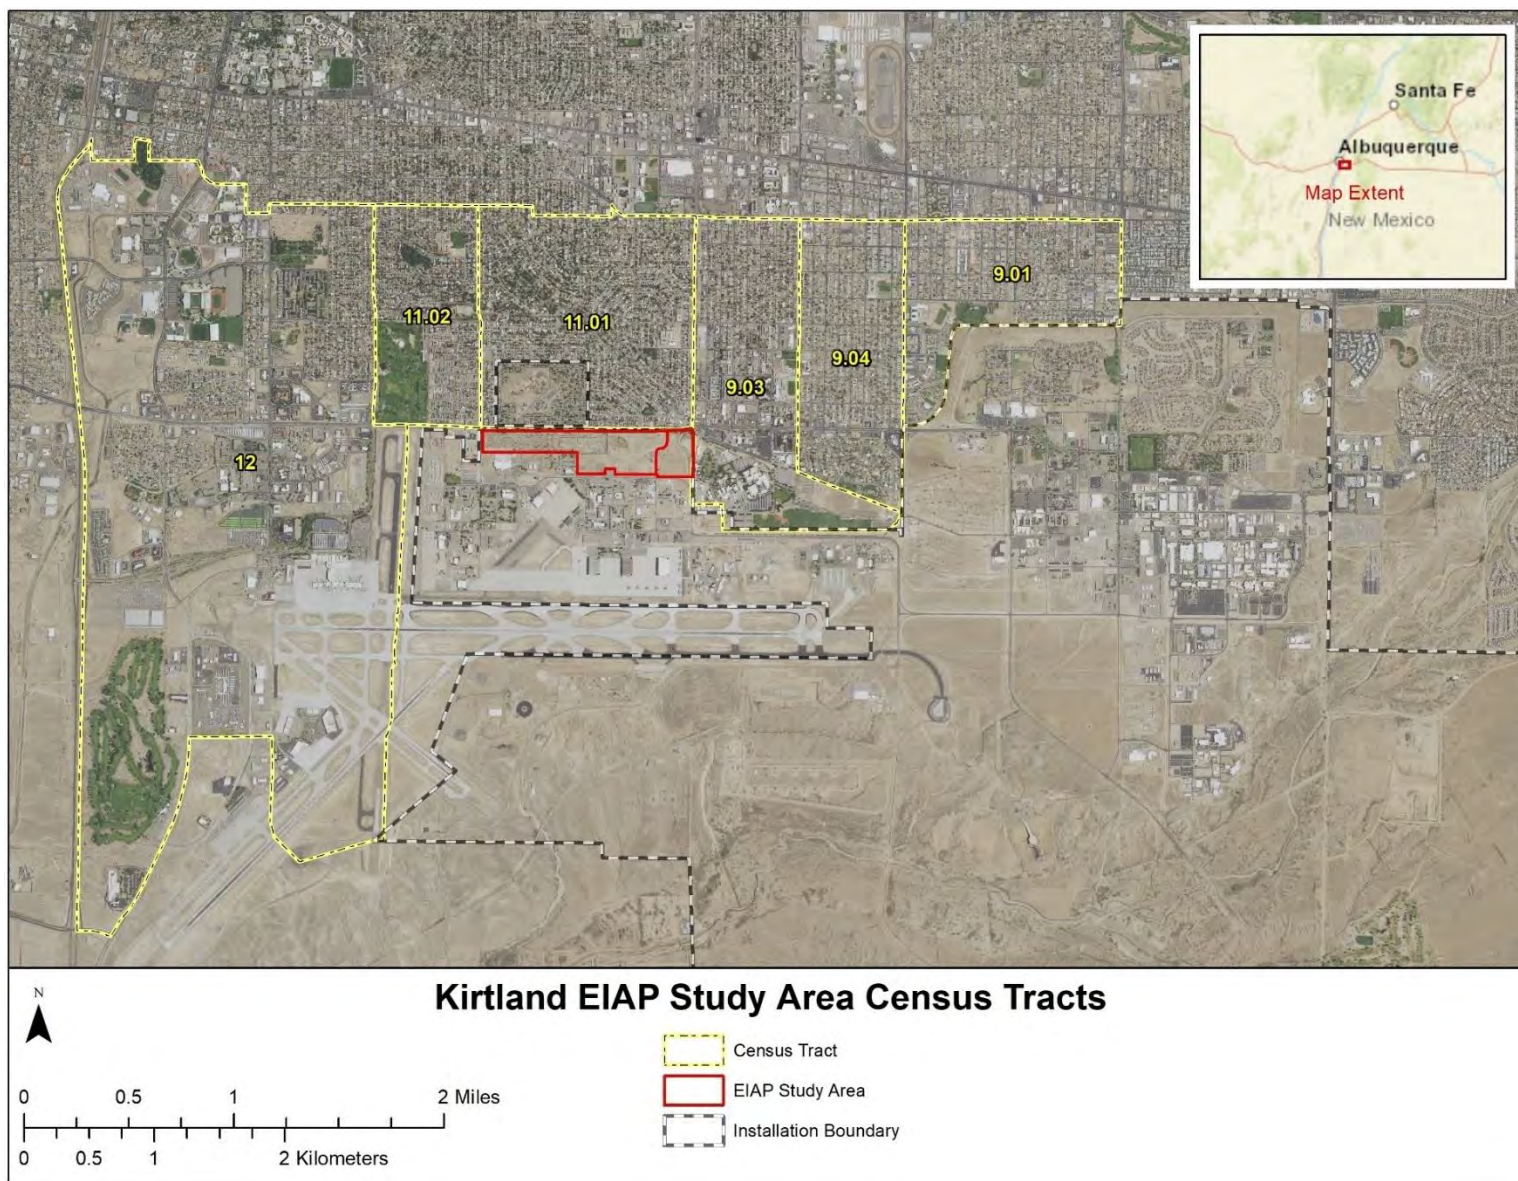 Santa Fe
Albuquerque
Map Extent
New Mexico
9.01
11.02
11.01
9.04
9.03
12
Kirtland EIAP Study Area Census Tracts
N
Census Tract
EIAP Study Area
Installation Boundary
0 0.5 1 2 Miles
0 0.5 1 2 Kilometers